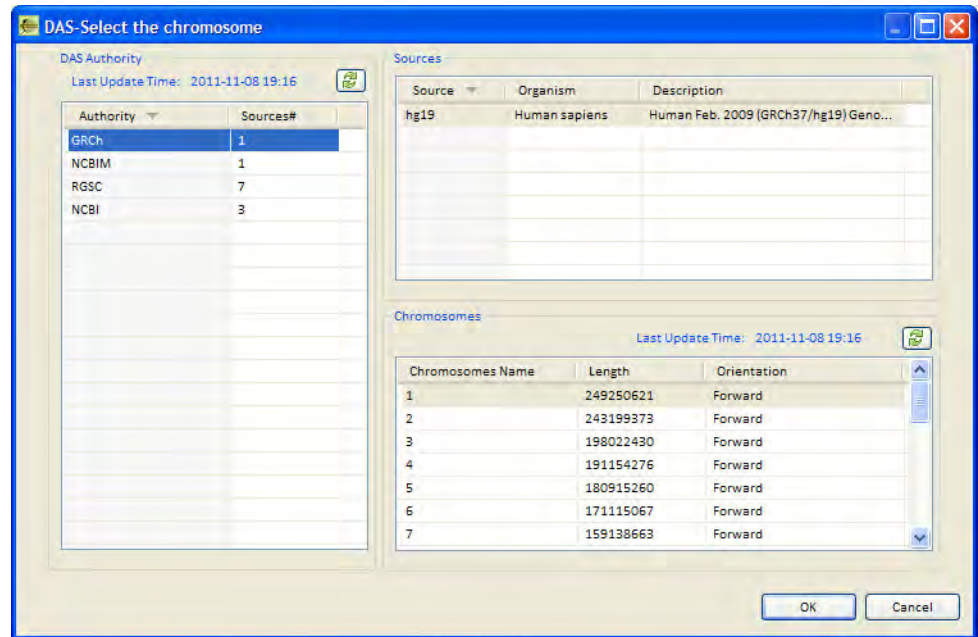 DAS-Select the chromosome
DAS Authority
Last Update Time: 2011-11-08 19:16
Authority Sources#
GRCh 1
NCBIM 1
RGSC 7
NCBI 3
Sources
Source Organism Description
hg19 Human sapiens Human Feb. 2009 (GRCh37/hg19) Geno...
Chromosomes
Last Update Time: 2011-11-08 19:16
Chromosomes Name Length Orientation
1 249250621 Forward
2 243199373 Forward
3 198022430 Forward
4 191154276 Forward
5 180915260 Forward
6 171115067 Forward
7 159138663 Forward
OK Cancel